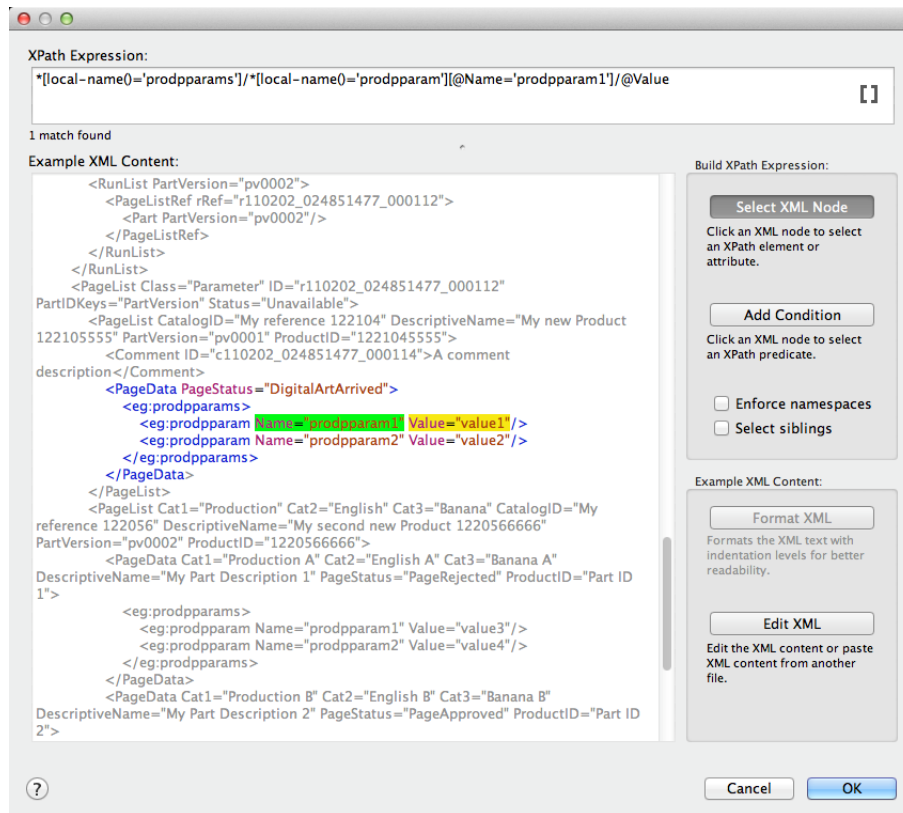 XPath Expression:
*[local-name()='prodpparams']/*[local-name()='prodpparam'][@Name='prodpparam1']/@Value
[]
1 match found
Example XML Content:
<RunList PartVersion="pv0002">
<PageListRef rRef="r110202_024851477_000112">
<Part PartVersion="pv0002"/>
</PageListRef>
</RunList>
</RunList>
<PageList Class="Parameter" ID="r110202_024851477_000112"
PartIDKeys="PartVersion" Status="Unavailable">
<PageList CatalogID="My reference 122104" DescriptiveName="My new Product
122105555" PartVersion="pv0001" ProductID="1221045555">
<Comment ID="c110202_024851477_000114">A comment
description</Comment>
<PageData PageStatus="DigitalArtArrived">
<eg:prodpparams>
<eg:prodpparam Name="prodpparam1" Value="value1"/>
<eg:prodpparam Name="prodpparam2" Value="value2"/>
</eg:prodpparams>
</PageData>
</PageList>
<PageList Cat1="Production" Cat2="English" Cat3="Banana" CatalogID="My
reference 122056" DescriptiveName="My second new Product 1220566666"
PartVersion="pv0002" ProductID="1220566666">
<PageData Cat1="Production A" Cat2="English A" Cat3="Banana A"
DescriptiveName="My Part Description 1" PageStatus="PageRejected" ProductID="Part ID
1">
<eg:prodpparams>
<eg:prodpparam Name="prodpparam1" Value="value3"/>
<eg:prodpparam Name="prodpparam2" Value="value4"/>
</eg:prodpparams>
</PageData>
<PageData Cat1="Production B" Cat2="English B" Cat3="Banana B"
DescriptiveName="My Part Description 2" PageStatus="PageApproved" ProductID="Part ID
2">
Build XPath Expression:
Select XML Node
Click an XML node to select
an XPath element or
attribute.
Add Condition
Click an XML node to select
an XPath predicate.
Enforce namespaces
Select siblings
Example XML Content:
Format XML
Formats the XML text with
indentation levels for better
readability.
Edit XML
Edit the XML content or paste
XML content from another
file.
?
Cancel
OK